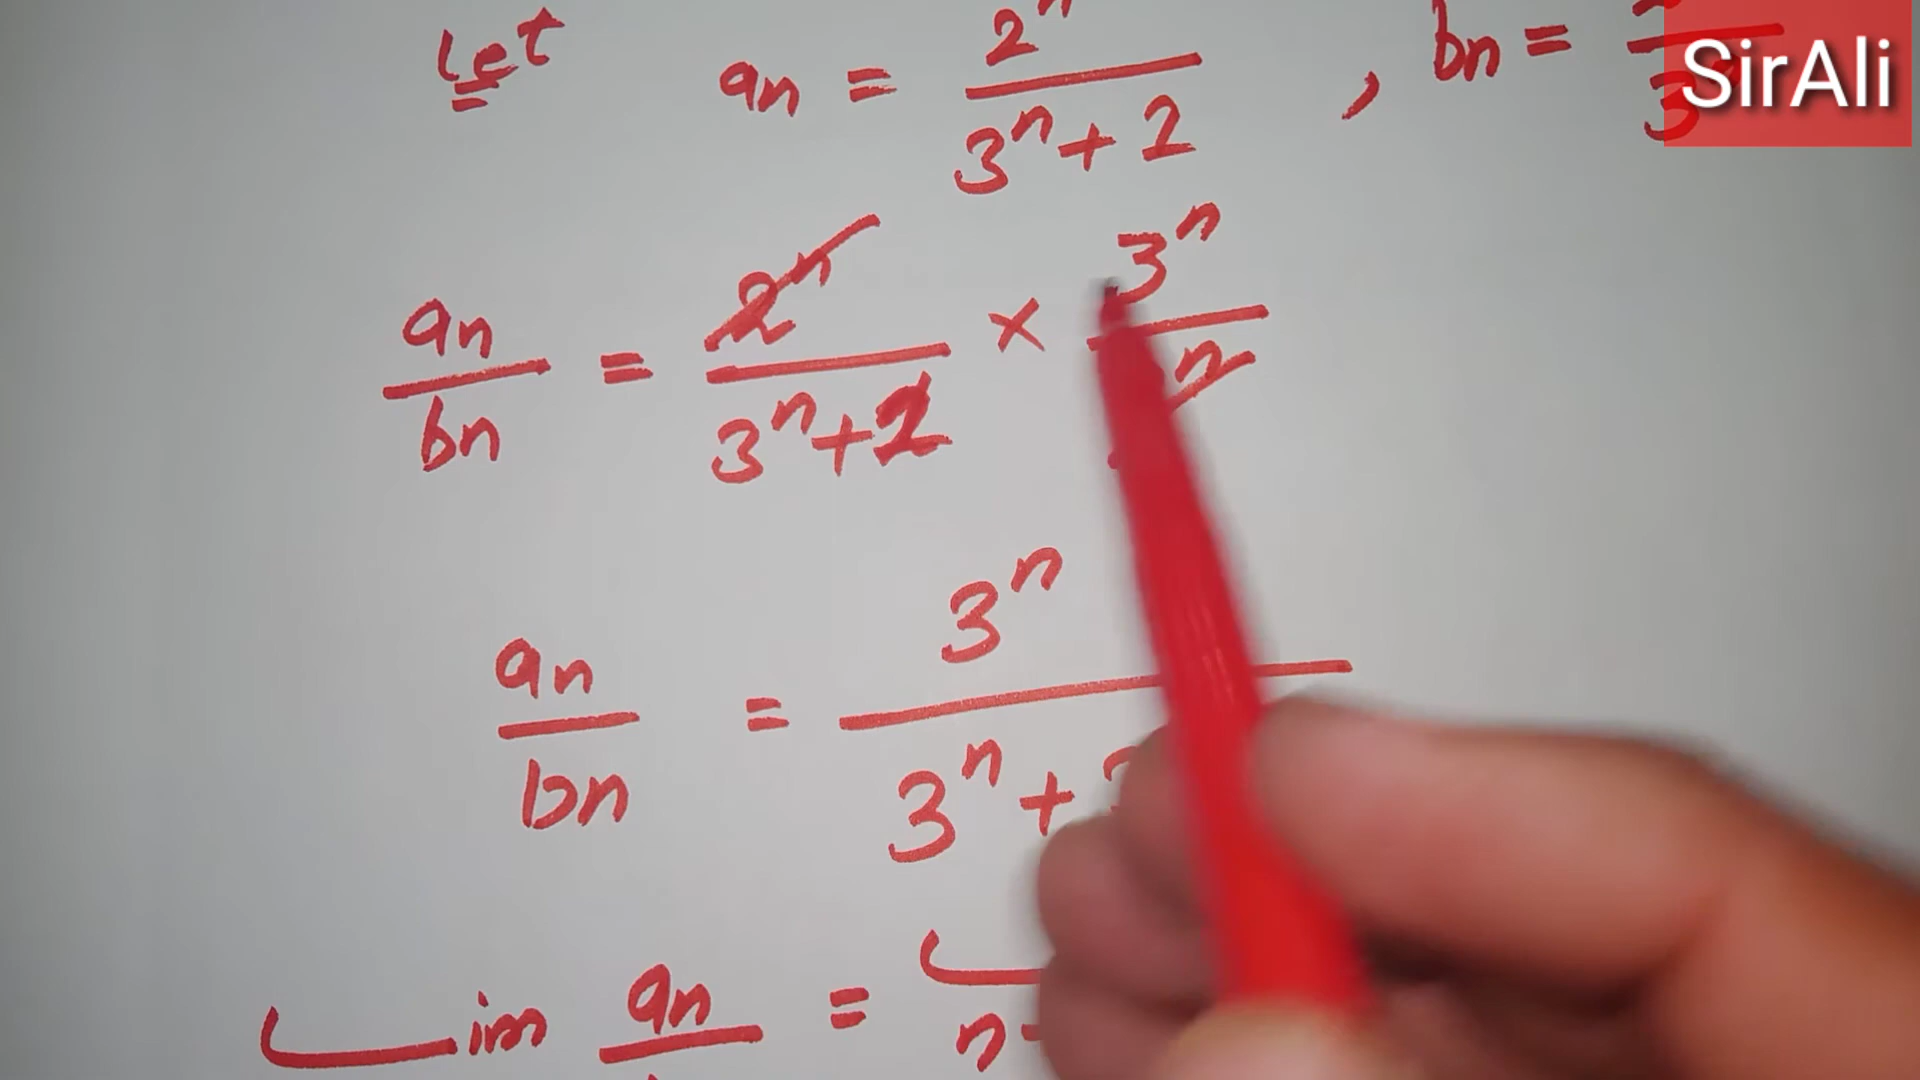 Let an = 2^n / (3^n + 2) , bn =
SirAli
an / bn = 2^n / (3^n + 2) × 3^n / n
an / bn = 3^n / (3^n +
Lim an = n